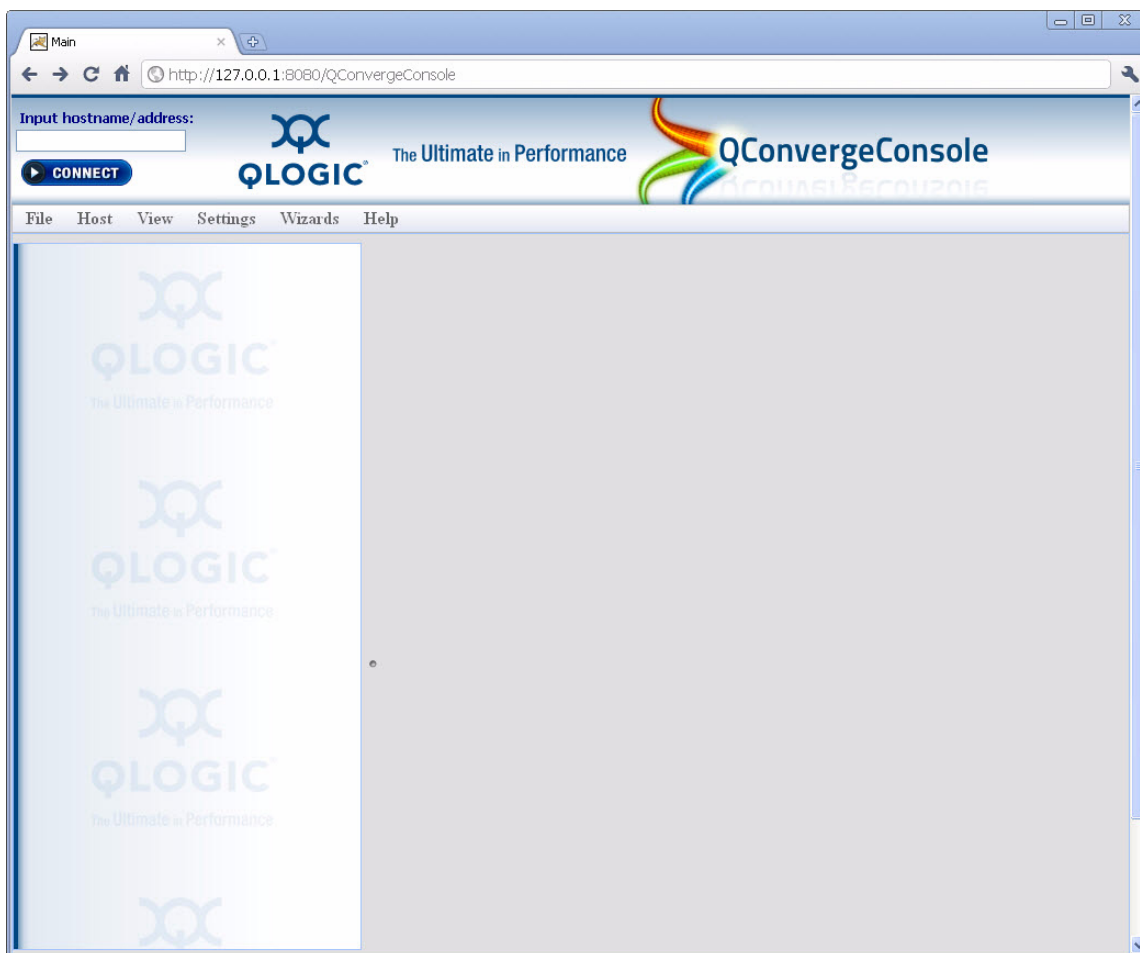 Main
http://127.0.0.1:8080/QConvergeConsole
Input hostname/address:
CONNECT
QLOGIC®
The Ultimate in Performance
QConvergeConsole
File Host View Settings Wizards Help
QLOGIC
The Ultimate in Performance
QLOGIC
The Ultimate in Performance
QLOGIC
The Ultimate in Performance